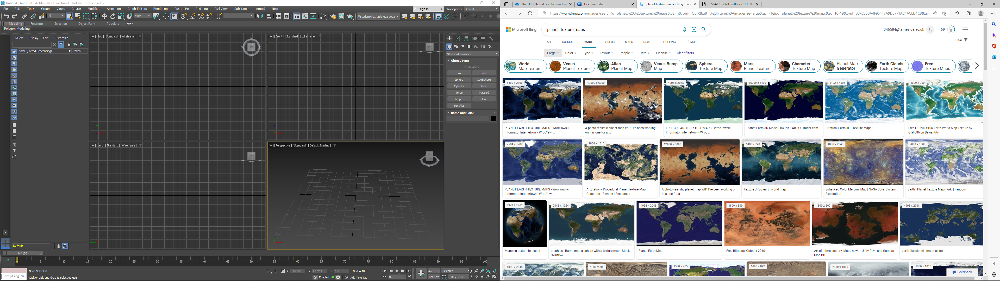 Untitled - Autodesk 3ds Max 2023 Educational - Not for Commercial Use
File Edit Tools Group Views Create Modifiers Animation Graph Editors Rendering Customize Scripting Civil View Substance Arnold Help
Sign In Workspaces: Default
All View \\StudentFile...\3ds Max 2023
Modeling Freeform Selection Object Paint Populate
Polygon Modeling
Select Display Edit Customize
Name (Sorted Descending) Frozen
[+] [Top] [Standard] [Wireframe]
[+] [Front] [Standard] [Wireframe]
[+] [Left] [Standard] [Wireframe]
[+] [Perspective] [Standard] [Default Shading]
Standard Primitives
Object Type
AutoGrid
Box Cone
Sphere GeoSphere
Cylinder Tube
Torus Pyramid
Teapot Plane
TextPlus
Name and Color
Default
0 / 100
0 5 10 15 20 25 30 35 40 45 50 55 60 65 70 75 80 85 90 95 100
None Selected
X: 128.706 Y: 90.735 Z: 0.0 Grid = 10.0
Auto Key Selected
Scripting Mi
Click or click-and-drag to select objects
Enabled: Add Time Tag
0
Set Key Key Filters...
Unit 11 - Digital Graphics and an
Document.docx
planet texture maps - Bing imag
R.564d70c27df19e0b0dc310d7b
https://www.bing.com/images/search?q=planet%20%20texture%20maps&qs=n&form=QBIR&qft=%20filterui%3Aimagesize-large&sp=-1&pq=planet%20texture%20maps&sc=10-19&cvid=B8FC35BA4F95447A9D87F1AC4ACED1C8&g...
Microsoft Bing
planet texture maps
346584@tameside.ac.uk 69
ALL SCHOOL IMAGES VIDEOS MAPS NEWS SHOPPING MORE
Filter
Large Color Type Layout People Date License Clear filters
World Map Texture
Venus Planet Texture
Alien Planet Map
Venus Bump Map
Sphere Texture Map
Mars Planet Texture
Character Texture Map
Planet Map Generator
Earth Clouds Texture Map
Free Texture Maps
5400 x 2700
12000 x 6000
4096 x 2048
16200 x 8100
8192 x 4096
1800 x 900
PLANET EARTH TEXTURE MAPS - Wroc?awski Informator Internetowy - Wroc?aw ...
A photo-realistic planet map WIP. I've been working on this one for a ...
FREE 3D EARTH TEXTURE MAPS - Wroc?awski Informator Internetowy - Wroc ...
Planet Earth 3D Model FBX PREFAB | CGTrader.com
Natural Earth III – Texture Maps
Free HD 20k x10K Earth World Map Texture by Giallo86 on DeviantArt
2564 x 1282
1800 x 1013
12000 x 6000
1480 x 740
4096 x 2048
2000 x 1000
PLANET EARTH TEXTURE MAPS - Wroc?awski Informator Internetowy - Wroc?aw ...
ArtStation - Procedural Planet Texture Map Generator - Blender | Resources
A photo-realistic planet map WIP. I've been working on this one for a ...
Texture JPEG earth world map
Enhanced Color Mercury Map | NASA Solar System Exploration
Earth | Planet Texture Maps Wiki | Fandom
1024 x 1024
2048 x 1024
4096 x 2048
1600 x 800
1600 x 800
4096 x 2048
Mapping texture to planet
graphics - Bump-map a sphere with a texture map - Stack Overflow
Planet Earth Map
Free Bitmaps: October 2010
Art of Interplanetary: Maps news - Unity Devs and Gamers - Mod DB
earth like planet : mapmaking
4096 x 2048
1600 x 800
1396 x 775
1600 x 842
2000 x 1000
1800 x 1013
Feedback